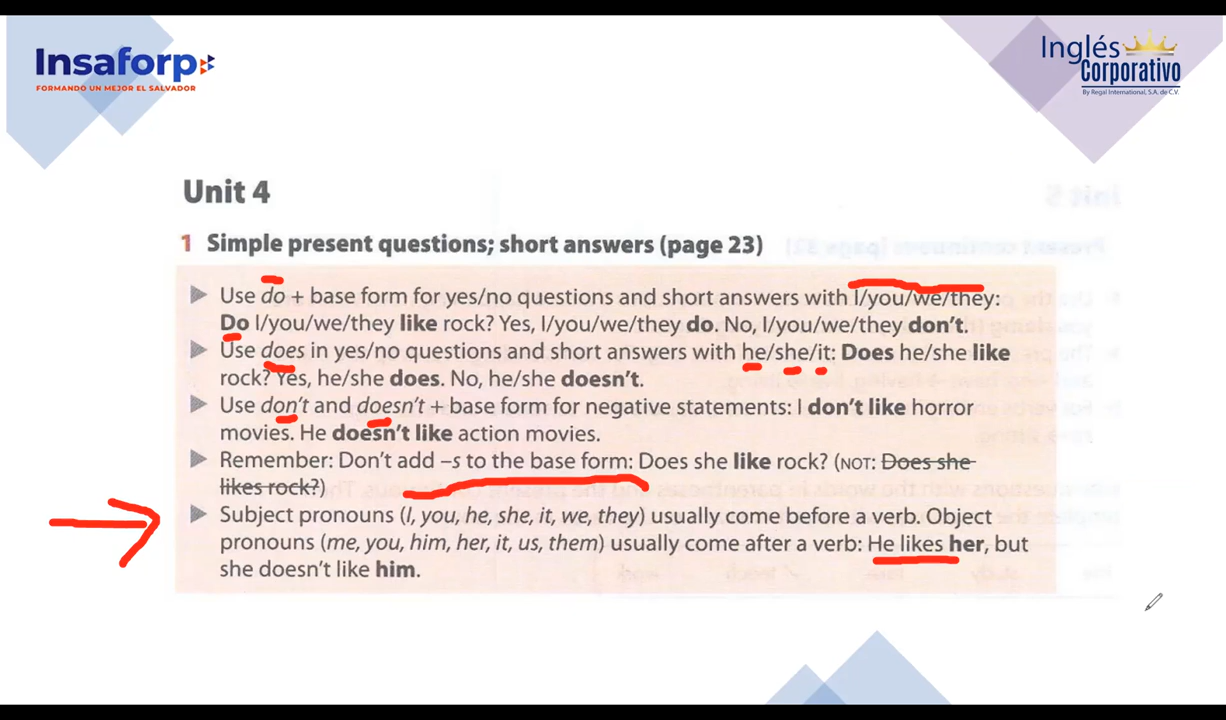 Insaforp
FORMANDO UN MEJOR EL SALVADOR
Inglés
Corporativo
By Regal International, S.A. de C.V.
Unit 4
1 Simple present questions; short answers (page 23)
Use do + base form for yes/no questions and short answers with I/you/we/they:
Do I/you/we/they like rock? Yes, I/you/we/they do. No, I/you/we/they don't.
Use does in yes/no questions and short answers with he/she/it: Does he/she like
rock? Yes, he/she does. No, he/she doesn't.
Use don't and doesn't + base form for negative statements: I don't like horror
movies. He doesn't like action movies.
Remember: Don't add –s to the base form: Does she like rock? (NOT: Does she
likes rock?)
Subject pronouns (I, you, he, she, it, we, they) usually come before a verb. Object
pronouns (me, you, him, her, it, us, them) usually come after a verb: He likes her, but
she doesn't like him.